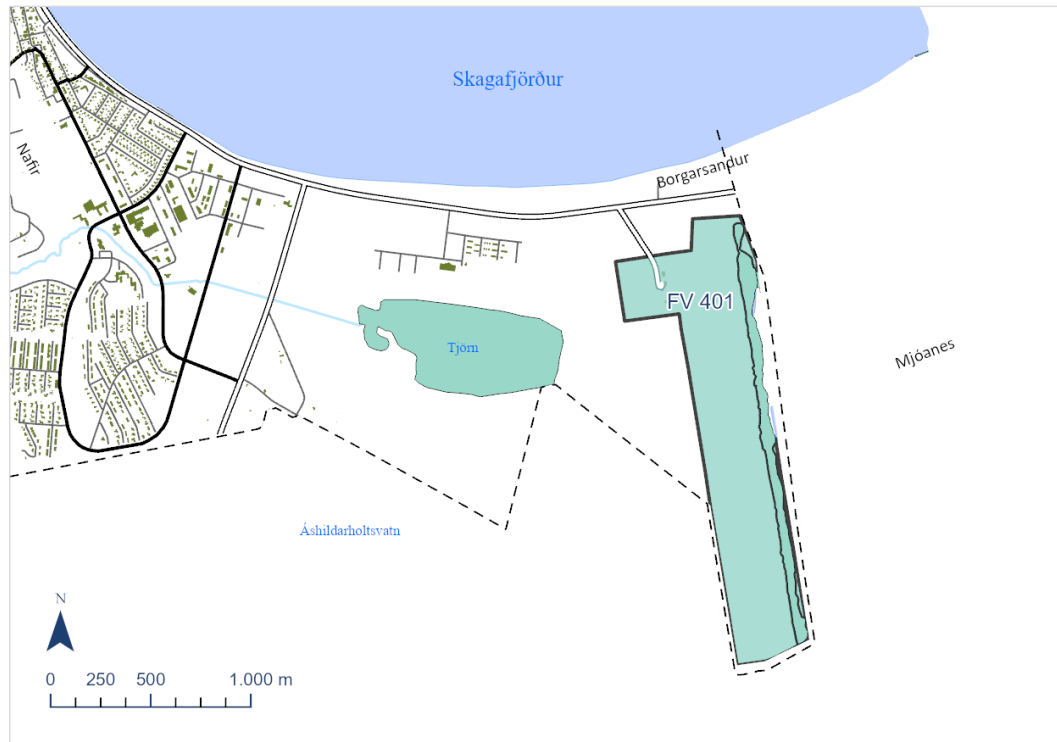 Skagafjörður
Nafir
Borgarsandur
FV 401
Tjörn
Mjóanes
Áshildarholtsvatn
N
0 250 500 1.000 m